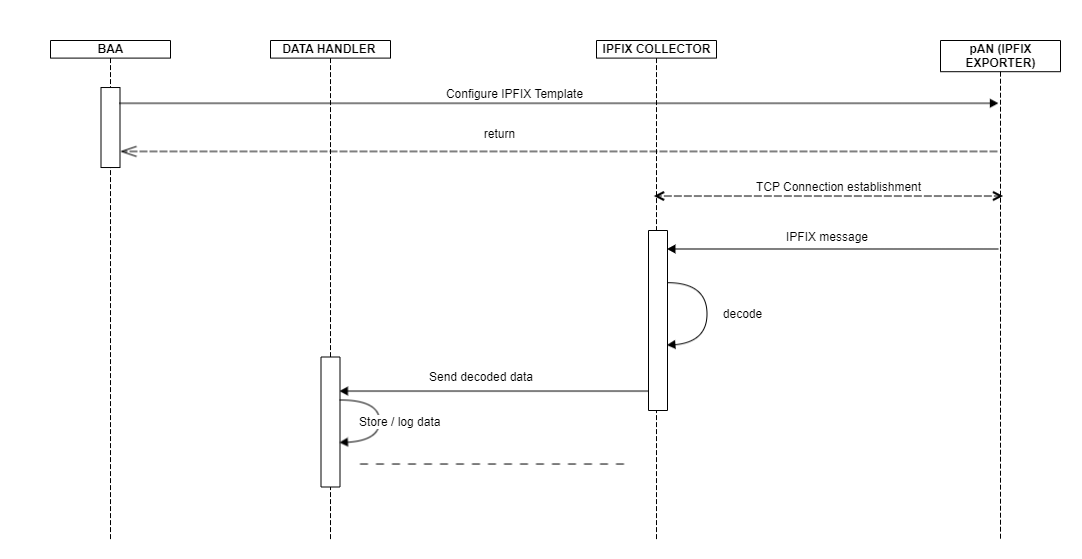 BAA
DATA HANDLER
IPFIX COLLECTOR
pAN (IPFIX
EXPORTER)
Configure IPFIX Template
return
TCP Connection establishment
IPFIX message
decode
Send decoded data
Store / log data